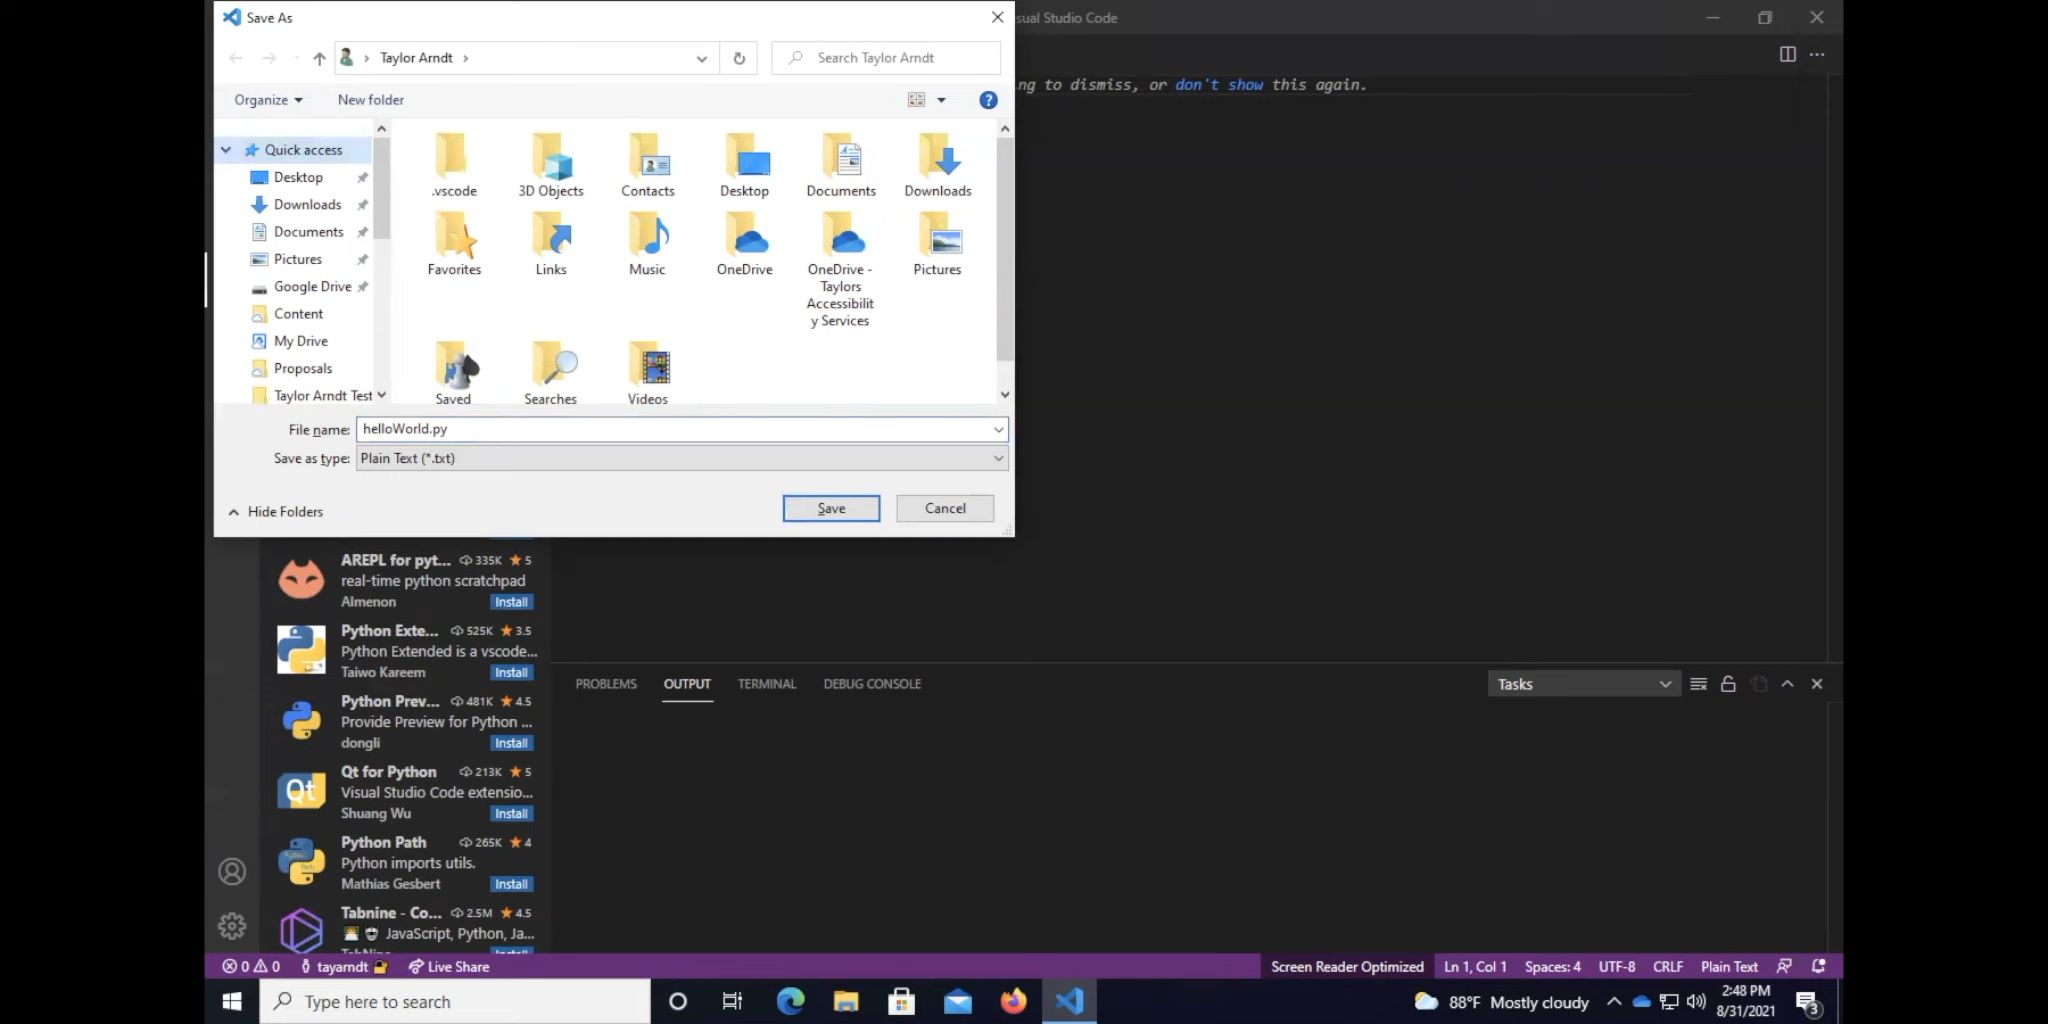 Save As
sual Studio Code
Taylor Arndt
Search Taylor Arndt
Organize
New folder
ng to dismiss, or don't show this again.
Quick access
Desktop
Downloads
Documents
Pictures
Google Drive
Content
My Drive
Proposals
Taylor Arndt Test
.vscode
3D Objects
Contacts
Desktop
Documents
Downloads
Favorites
Links
Music
OneDrive
OneDrive -
Taylors
Accessibilit
y Services
Pictures
Saved
Searches
Videos
File name:
helloWorld.py
Save as type:
Plain Text (*.txt)
Hide Folders
Save
Cancel
AREPL for pyt... 335K ★ 5
real-time python scratchpad
Almenon
Install
Python Exte... 525K ★ 3.5
Python Extended is a vscode...
Taiwo Kareem
Install
Python Prev... 481K ★ 4.5
Provide Preview for Python ...
dongli
Install
Qt
Qt for Python 213K ★ 5
Visual Studio Code extensio...
Shuang Wu
Install
Python Path 265K ★ 4
Python imports utils.
Mathias Gesbert
Install
Tabnine - Co... 2.5M ★ 4.5
JavaScript, Python, Ja...
PROBLEMS
OUTPUT
TERMINAL
DEBUG CONSOLE
Tasks
0 0
tayarndt
Live Share
Screen Reader Optimized
Ln 1, Col 1
Spaces: 4
UTF-8
CRLF
Plain Text
Type here to search
88°F Mostly cloudy
2:48 PM
8/31/2021
3